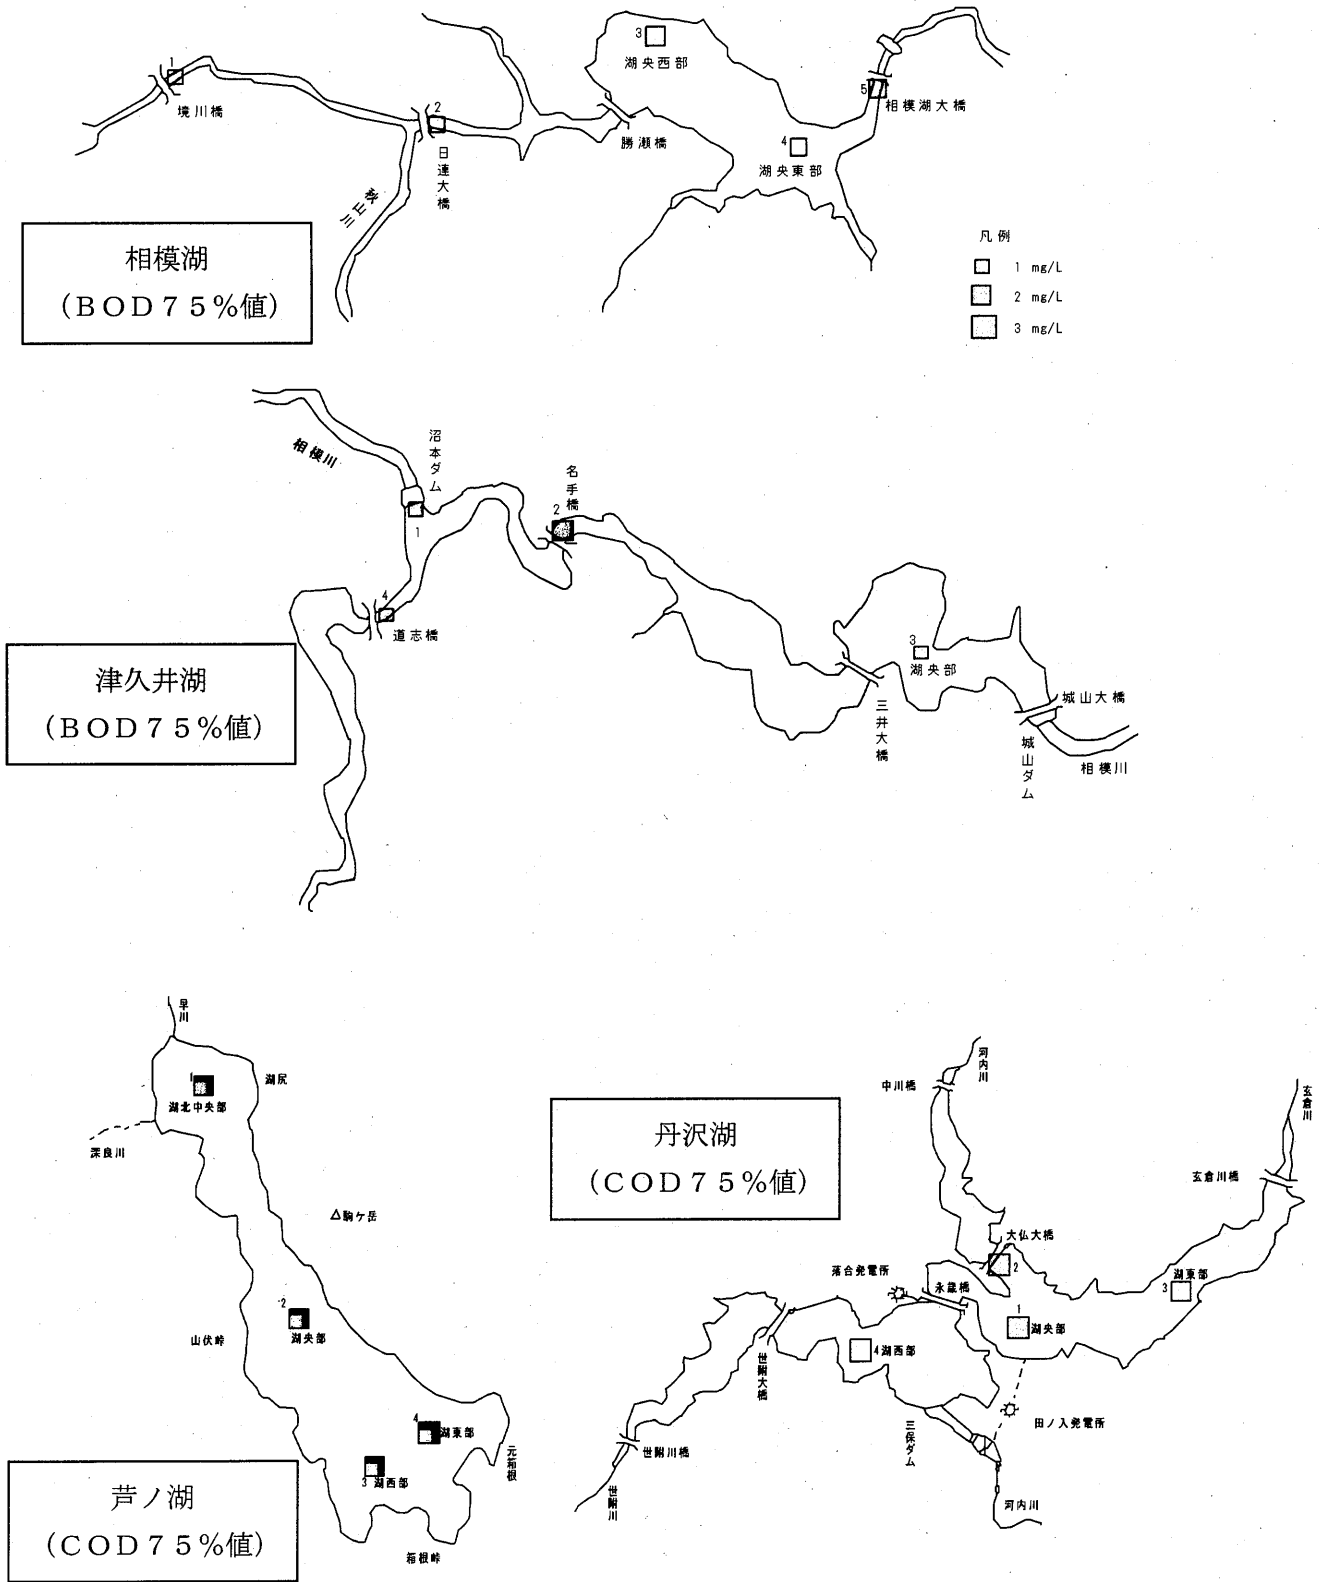 3
湖央西部
1
境川橋
2
日連大橋
勝瀬橋
5
相模湖大橋
4
湖央東部
秋山川
相模湖
(BOD75%値)
凡例
1 mg/L
2 mg/L
3 mg/L
相模川
沼本ダム
1
名手橋
2
4
道志橋
3
湖央部
三井大橋
城山大橋
城山ダム
相模川
津久井湖
(BOD75%値)
早川
1
湖北中央部
湖尻
深良川
△駒ケ岳
2
湖央部
山伏峠
4
湖東部
3 湖西部
元箱根
箱根峠
芦ノ湖
(COD75%値)
丹沢湖
(COD75%値)
中川橋
河内川
玄倉川
玄倉川橋
大仏大橋
2
湖東部
3
落合発電所
永歳橋
1
湖央部
4 湖西部
世附大橋
三保ダム
田ノ入発電所
世附川橋
世附川
河内川